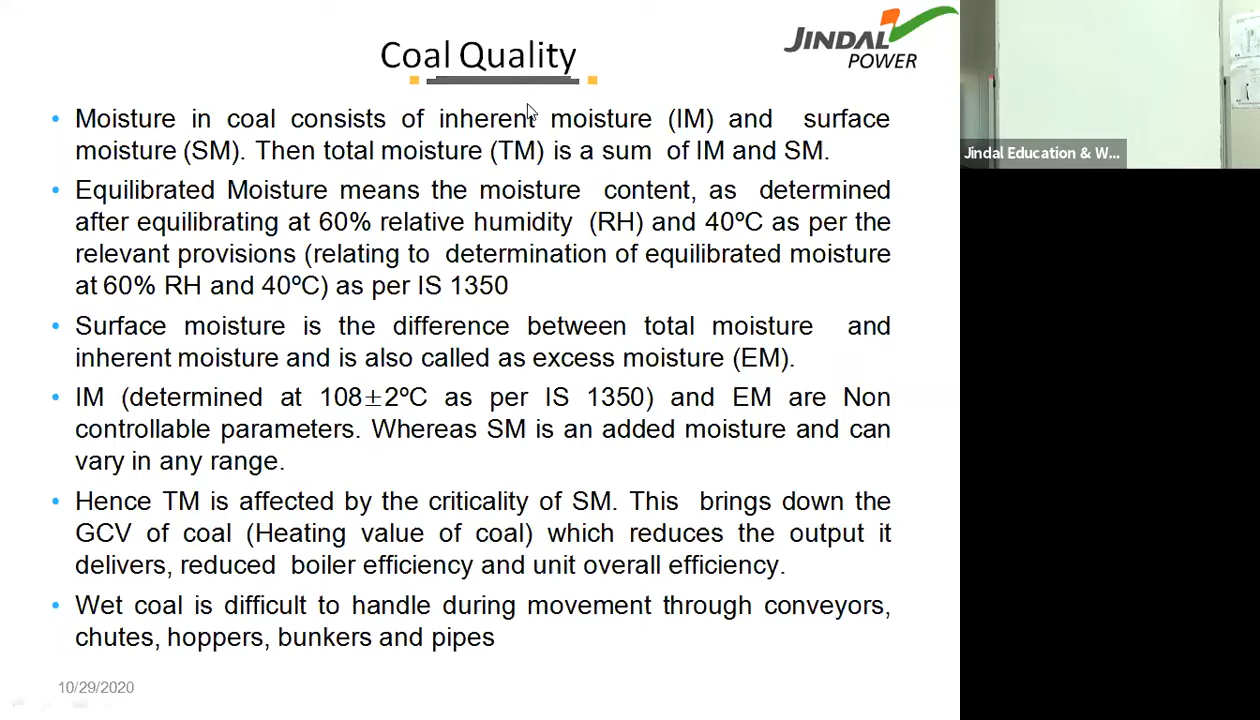 Coal Quality
JINDAL
POWER
• Moisture in coal consists of inherent moisture (IM) and surface
moisture (SM). Then total moisture (TM) is a sum of IM and SM.
• Equilibrated Moisture means the moisture content, as determined
after equilibrating at 60% relative humidity (RH) and 40ºC as per the
relevant provisions (relating to determination of equilibrated moisture
at 60% RH and 40ºC) as per IS 1350
• Surface moisture is the difference between total moisture and
inherent moisture and is also called as excess moisture (EM).
• IM (determined at 108±2ºC as per IS 1350) and EM are Non
controllable parameters. Whereas SM is an added moisture and can
vary in any range.
• Hence TM is affected by the criticality of SM. This brings down the
GCV of coal (Heating value of coal) which reduces the output it
delivers, reduced boiler efficiency and unit overall efficiency.
• Wet coal is difficult to handle during movement through conveyors,
chutes, hoppers, bunkers and pipes
10/29/2020
Jindal Education & W...